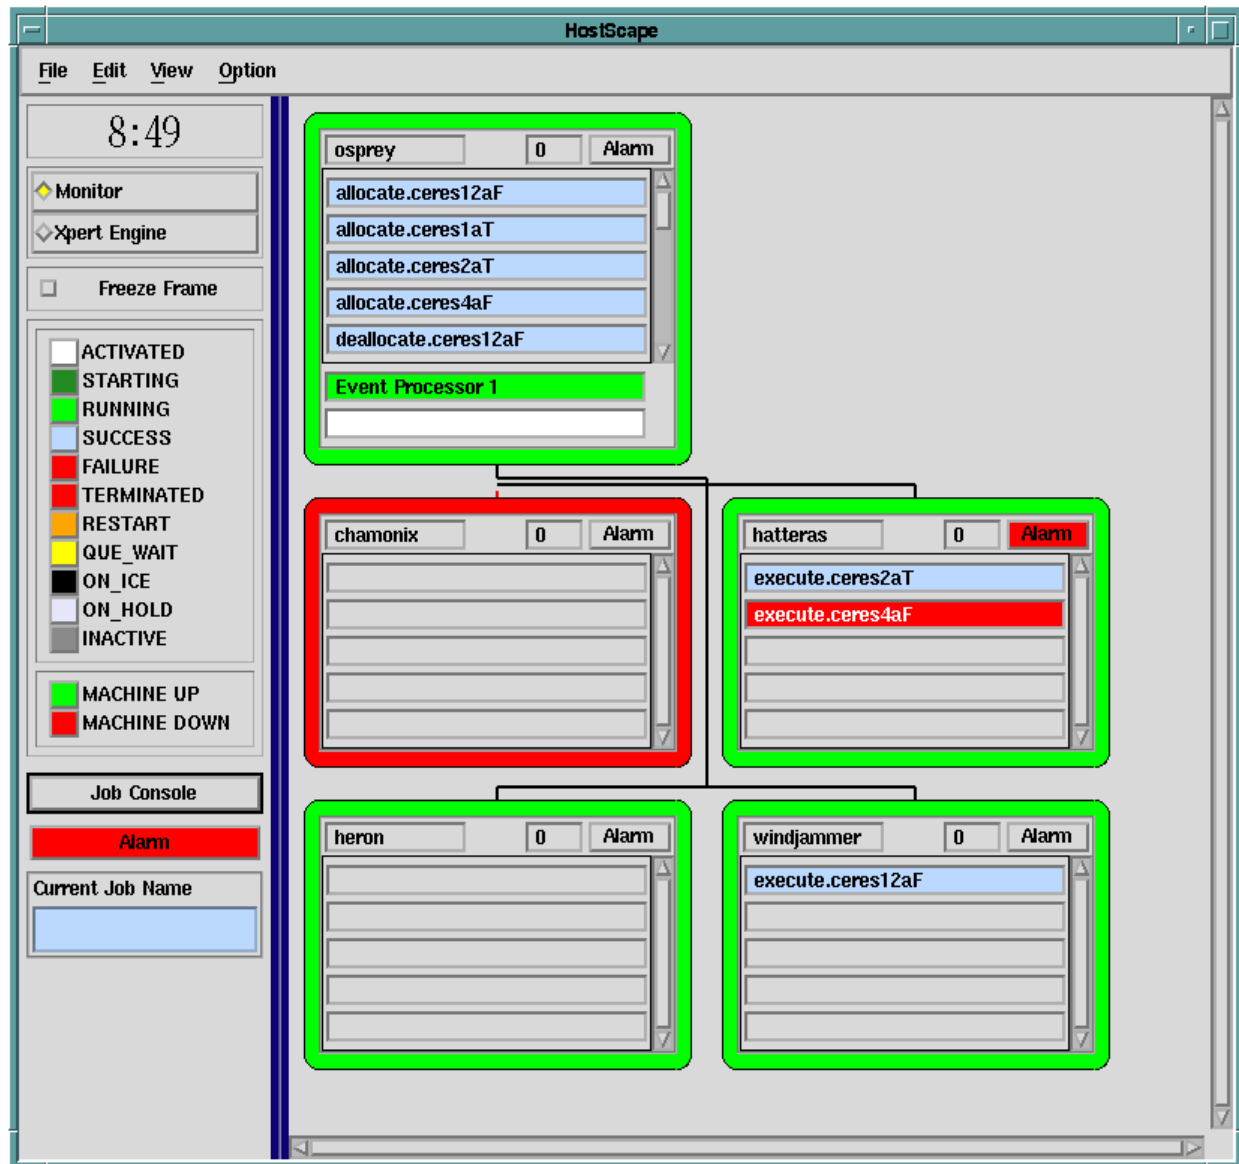 HostScape
File Edit View Option
8:49
Monitor
Xpert Engine
Freeze Frame
ACTIVATED
STARTING
RUNNING
SUCCESS
FAILURE
TERMINATED
RESTART
QUE_WAIT
ON_ICE
ON_HOLD
INACTIVE
MACHINE UP
MACHINE DOWN
Job Console
Alarm
Current Job Name
osprey 0 Alarm
allocate.ceres12aF
allocate.ceres1aT
allocate.ceres2aT
allocate.ceres4aF
deallocate.ceres12aF
Event Processor 1
chamonix 0 Alarm
hatteras 0 Alarm
execute.ceres2aT
execute.ceres4aF
heron 0 Alarm
windjammer 0 Alarm
execute.ceres12aF